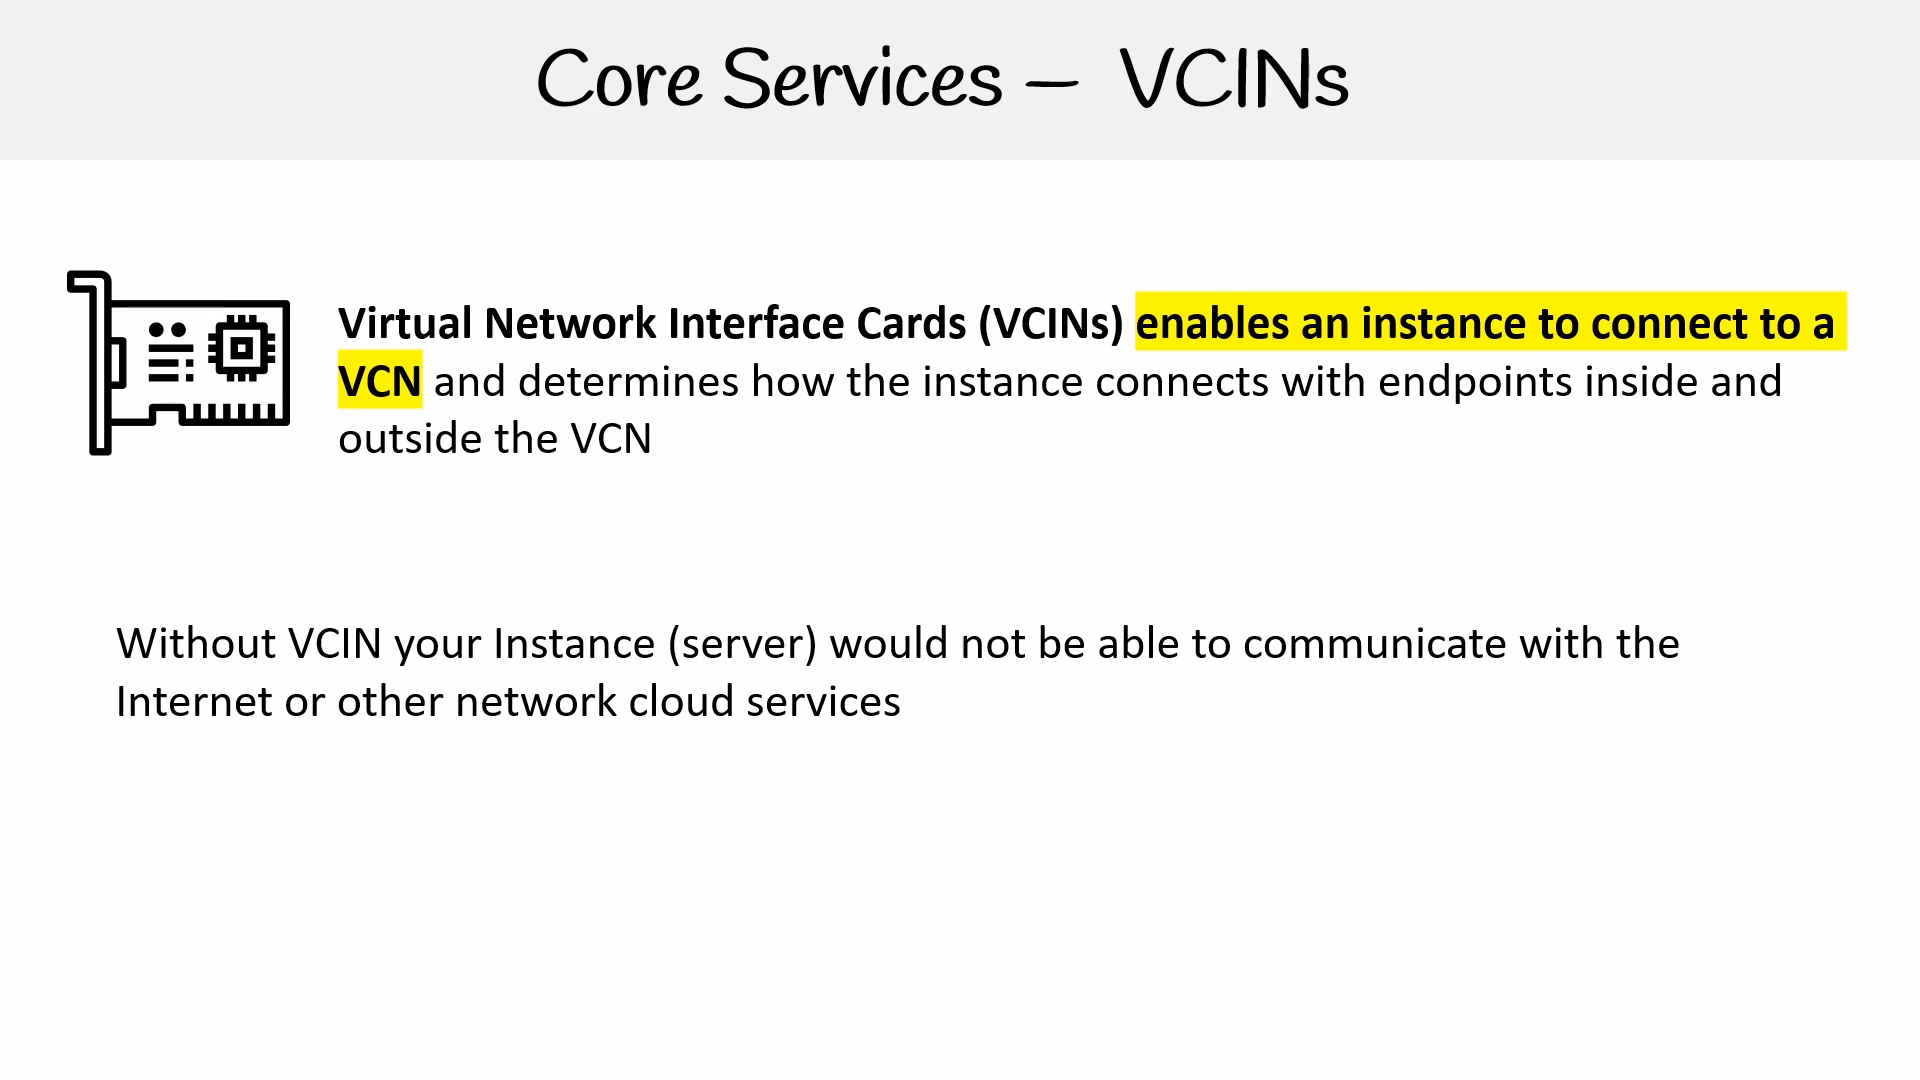 Core Services – VCINs
Virtual Network Interface Cards (VCINs) enables an instance to connect to a
VCN and determines how the instance connects with endpoints inside and
outside the VCN
Without VCIN your Instance (server) would not be able to communicate with the
Internet or other network cloud services